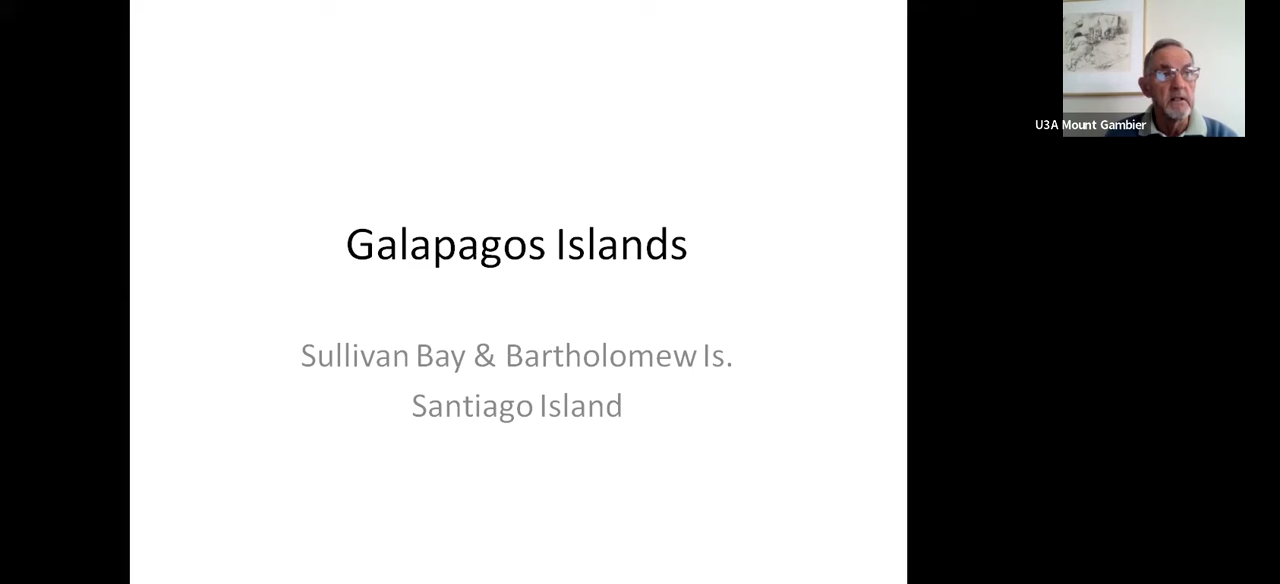 Galapagos Islands
Sullivan Bay & Bartholomew Is.
Santiago Island
U3A Mount Gambier